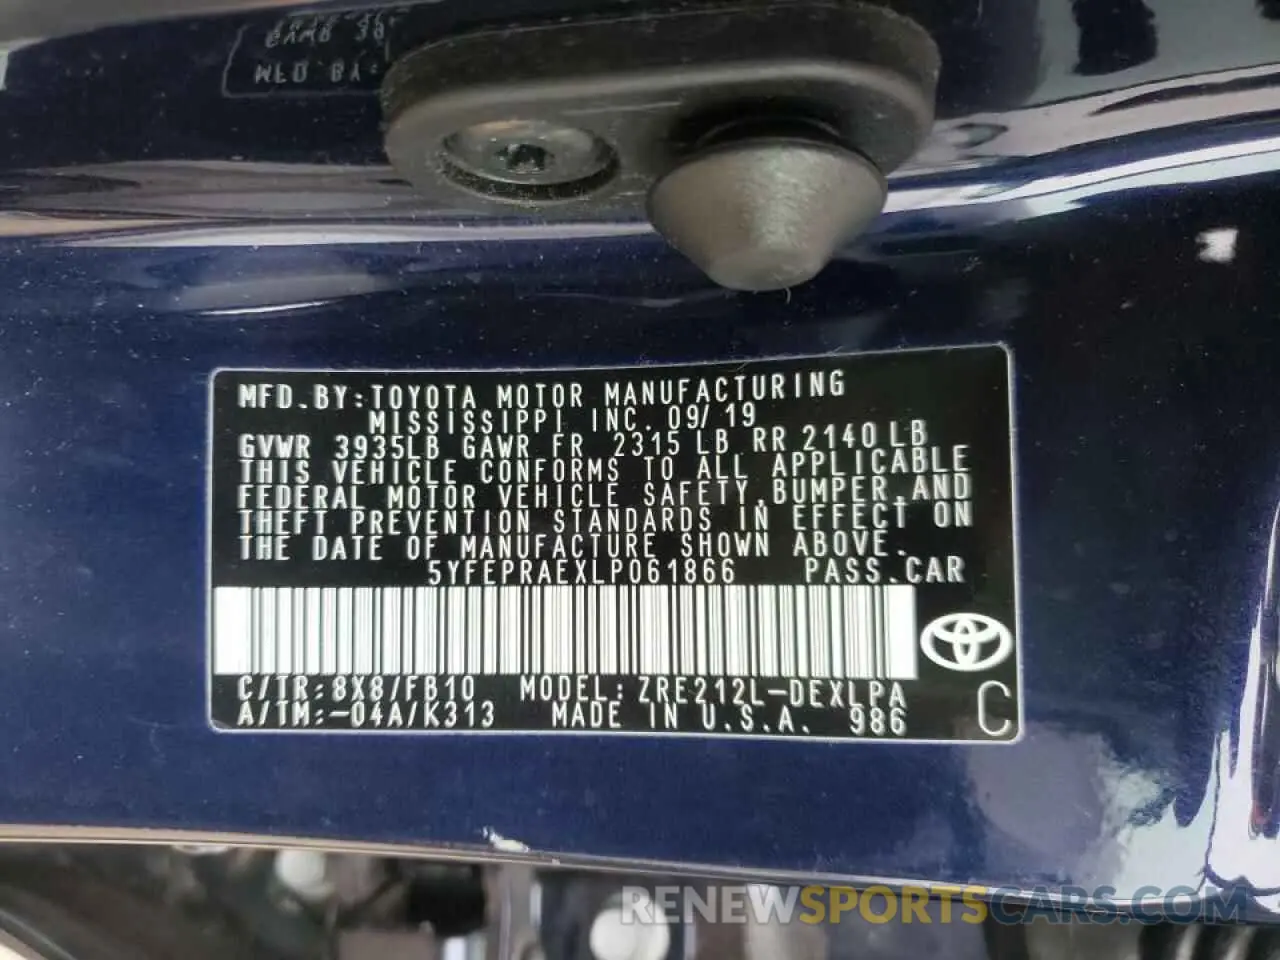 MFD.BY:TOYOTA MOTOR MANUFACTURING
MISSISSIPPI INC. 09/19
GVWR 3935LB GAWR FR 2315 LB RR 2140 LB
THIS VEHICLE CONFORMS TO ALL APPLICABLE
FEDERAL MOTOR VEHICLE SAFETY,BUMPER,AND
THEFT PREVENTION STANDARDS IN EFFECT ON
THE DATE OF MANUFACTURE SHOWN ABOVE.
5YFEPRAEXLP061866 PASS.CAR
C/TR:8X8/FB10 MODEL:ZRE212L-DEXLPA
A/TM:-04A/K313 MADE IN U.S.A. 986
C
RENEWSPORTSCARS.COM